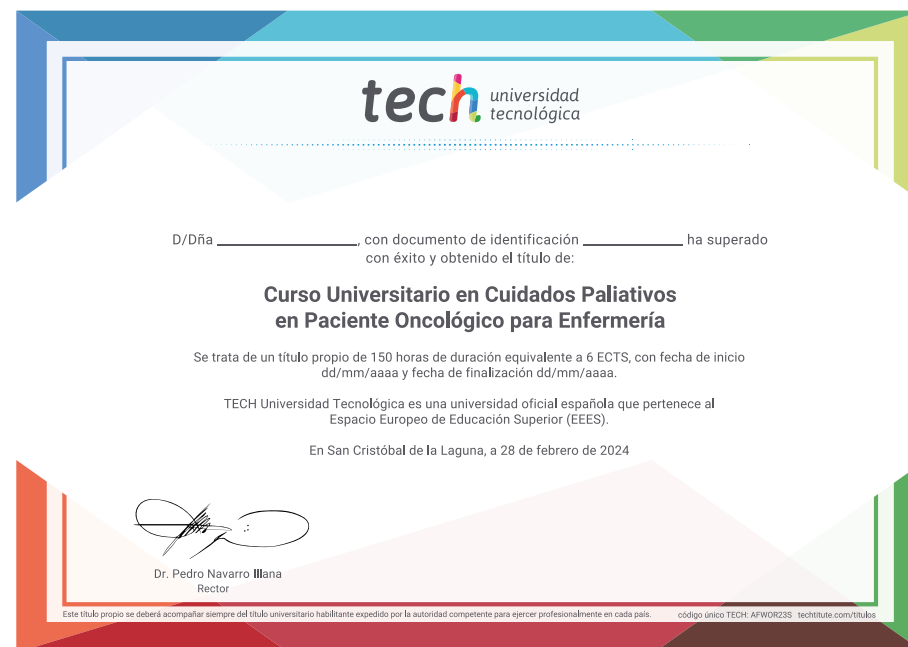 tech universidad
tecnológica
D/Dña ____________, con documento de identificación ____________ ha superado
con éxito y obtenido el título de:
Curso Universitario en Cuidados Paliativos
en Paciente Oncológico para Enfermería
Se trata de un título propio de 150 horas de duración equivalente a 6 ECTS, con fecha de inicio
dd/mm/aaaa y fecha de finalización dd/mm/aaaa.
TECH Universidad Tecnológica es una universidad oficial española que pertenece al
Espacio Europeo de Educación Superior (EEES).
En San Cristóbal de la Laguna, a 28 de febrero de 2024
Dr. Pedro Navarro Illana
Rector
Este título propio se deberá acompañar siempre del título universitario habilitante expedido por la autoridad competente para ejercer profesionalmente en cada país. código único TECH: AFWOR23S techtitute.com/titulos